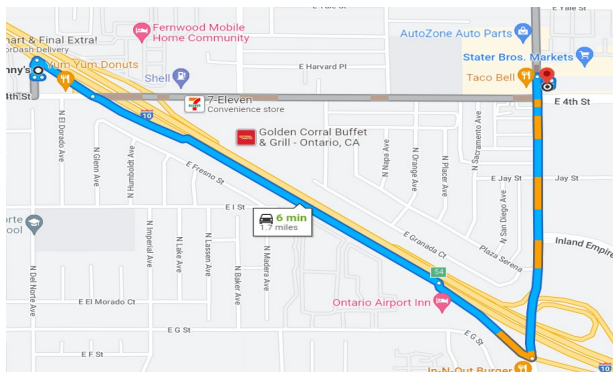 E Yale St
Fernwood Mobile
Home Community
AutoZone Auto Parts
mart & Final Extra!
orDash Delivery
Stater Bros. Markets
nny's
Yum Yum Donuts
Shell
E Harvard Pl
Taco Bell
4th St
7-Eleven
Convenience store
E 4th St
10
Golden Corral Buffet
& Grill - Ontario, CA
N El Dorado Ave
N Glenn Ave
N Humboldt Ave
E Fresno St
N Napa Ave
N Orange Ave
N Placer Ave
N Sacramento Ave
E Jay St
Jay St
E I St
6 min
1.7 miles
N San Diego Ave
orte
ool
N Imperial Ave
N Lake Ave
N Lassen Ave
N Baker Ave
N Madera Ave
E Granada Ct
Plaza Serena
Inland Empire
N Del Norte Ave
54
E El Morado Ct
Ontario Airport Inn
E G St
E G St
E F St
In-N-Out Burger
10